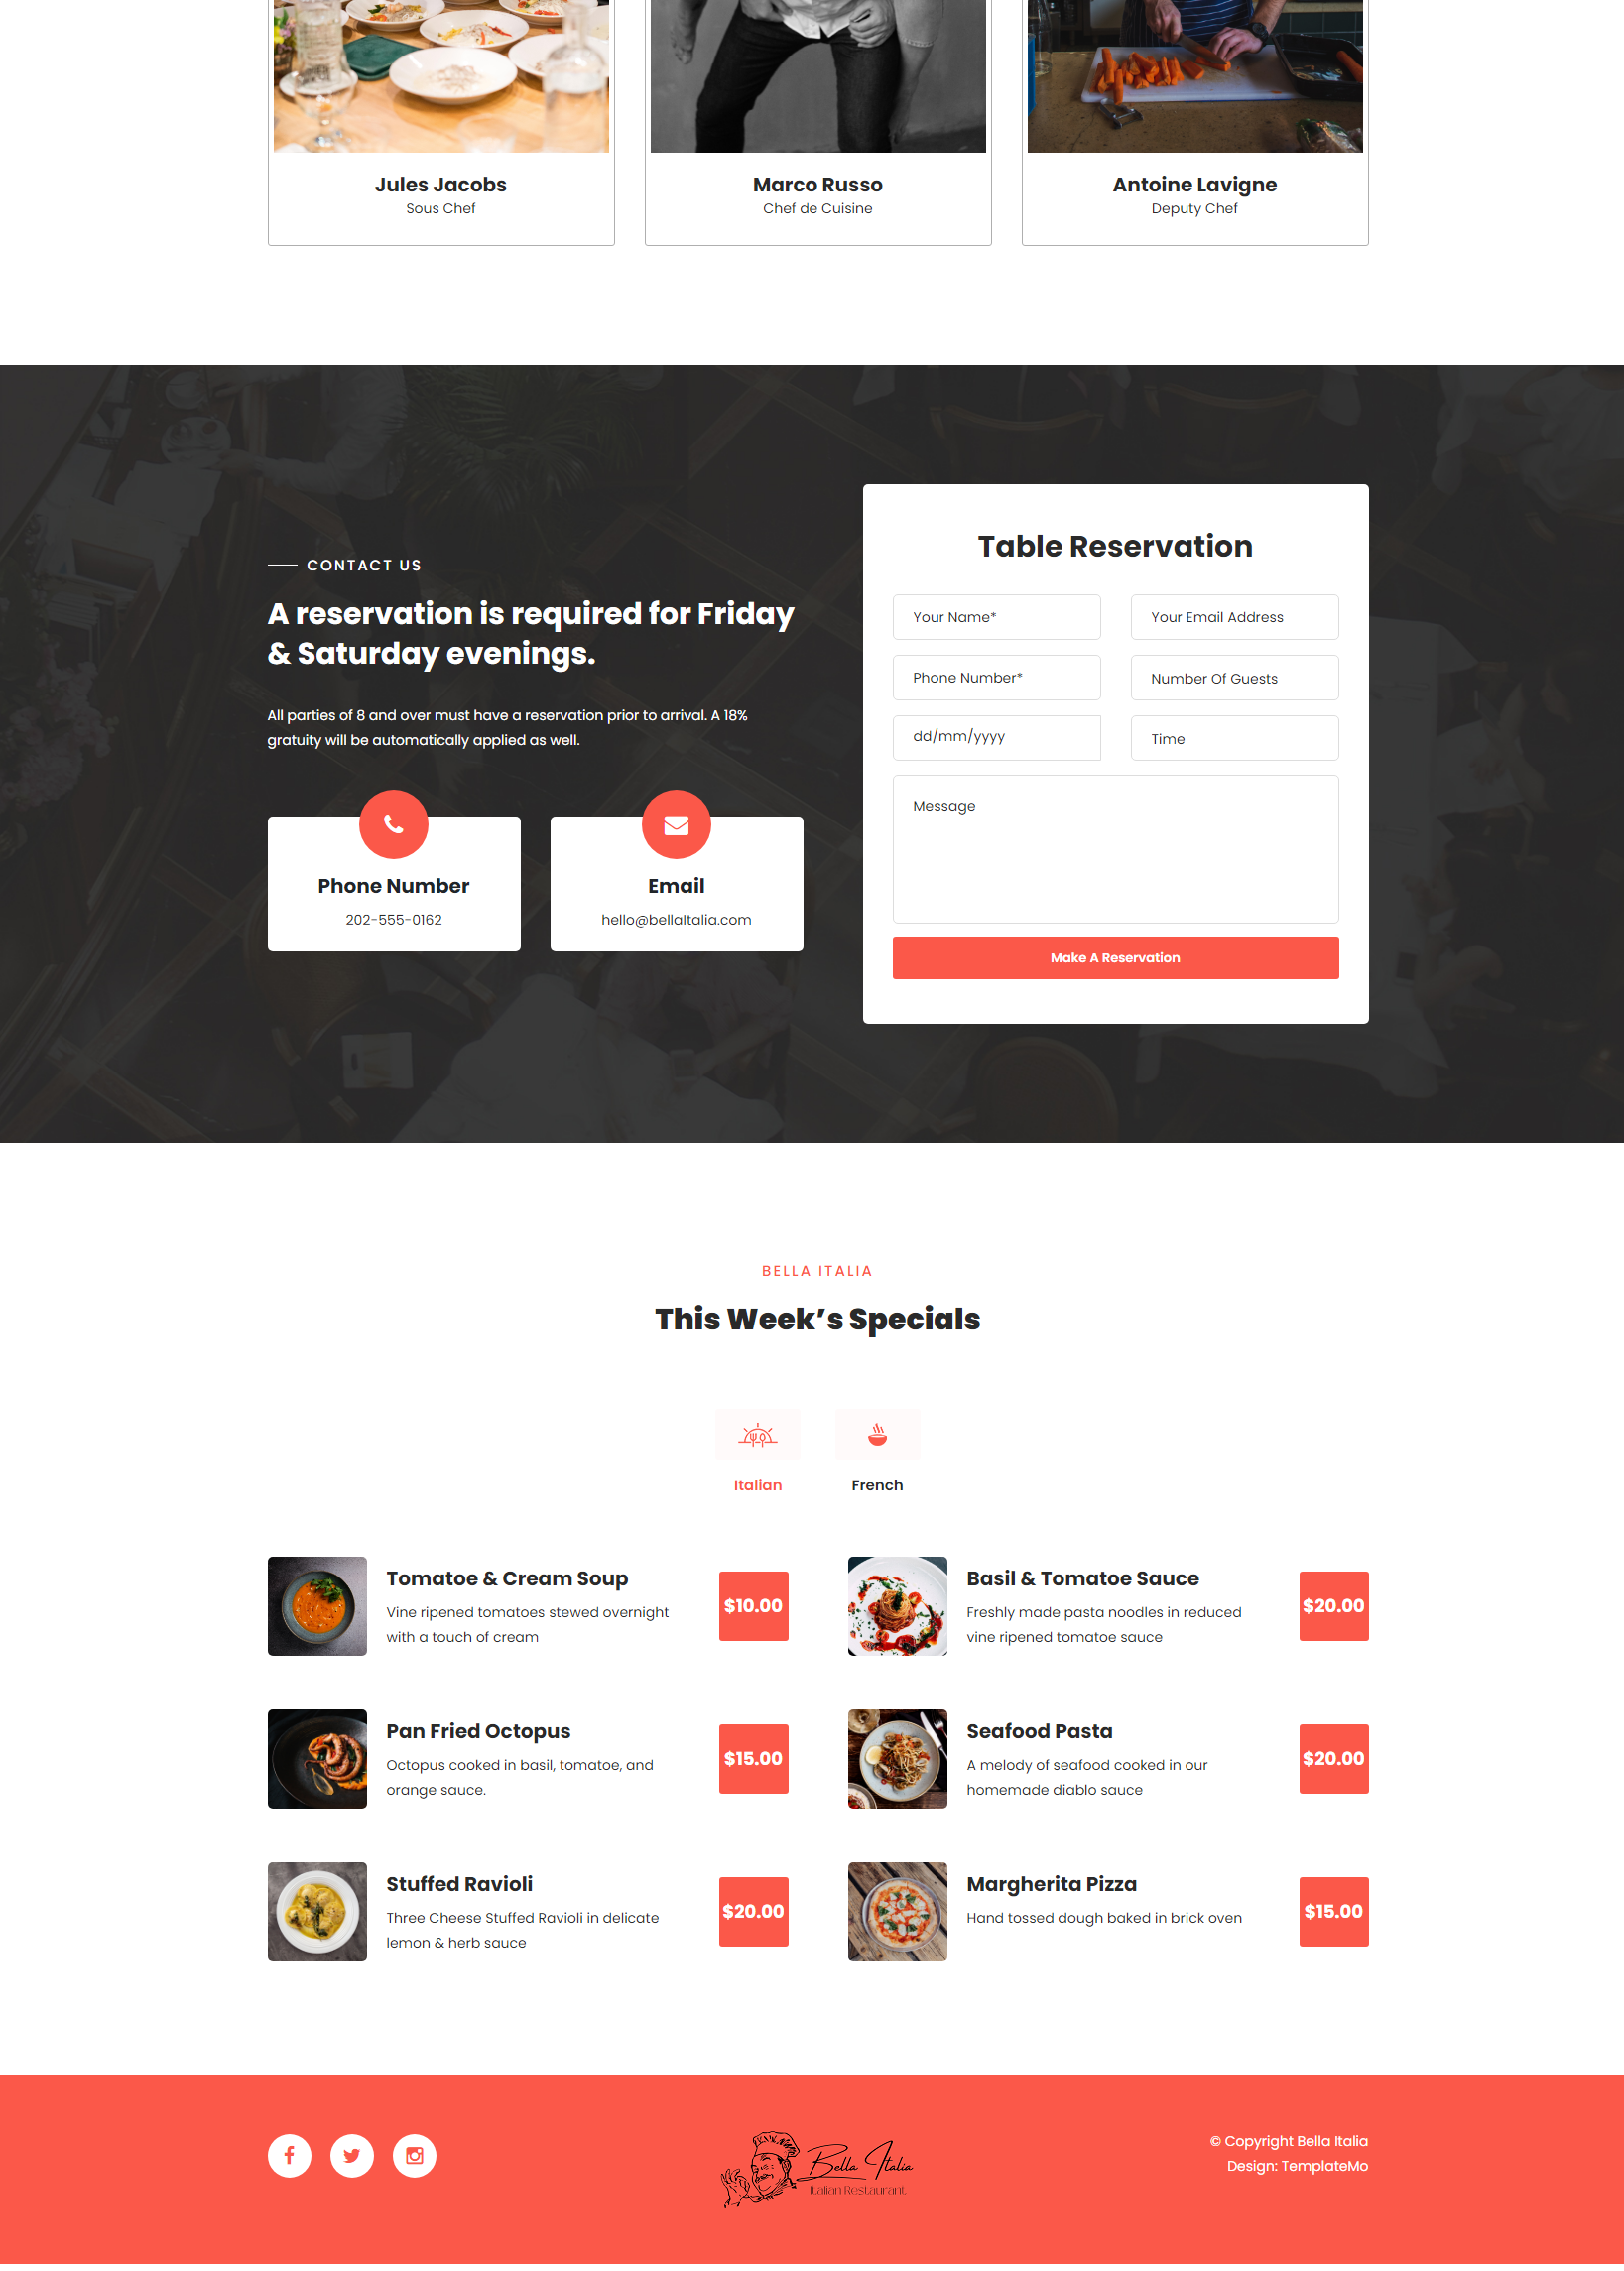 Jules Jacobs
Sous Chef
Marco Russo
Chef de Cuisine
Antoine Lavigne
Deputy Chef
CONTACT US
A reservation is required for Friday
& Saturday evenings.
All parties of 8 and over must have a reservation prior to arrival. A 18%
gratuity will be automatically applied as well.
Phone Number
202-555-0162
Email
hello@bellaItalia.com
Table Reservation
Your Name*
Your Email Address
Phone Number*
Number Of Guests
dd/mm/yyyy
Time
Message
Make A Reservation
BELLA ITALIA
This Week’s Specials
Italian
French
Tomatoe & Cream Soup
Vine ripened tomatoes stewed overnight
with a touch of cream
$10.00
Basil & Tomatoe Sauce
Freshly made pasta noodles in reduced
vine ripened tomatoe sauce
$20.00
Pan Fried Octopus
Octopus cooked in basil, tomatoe, and
orange sauce.
$15.00
Seafood Pasta
A melody of seafood cooked in our
homemade diablo sauce
$20.00
Stuffed Ravioli
Three Cheese Stuffed Ravioli in delicate
lemon & herb sauce
$20.00
Margherita Pizza
Hand tossed dough baked in brick oven
$15.00
Bella Italia
Italian Restaurant
© Copyright Bella Italia
Design: TemplateMo